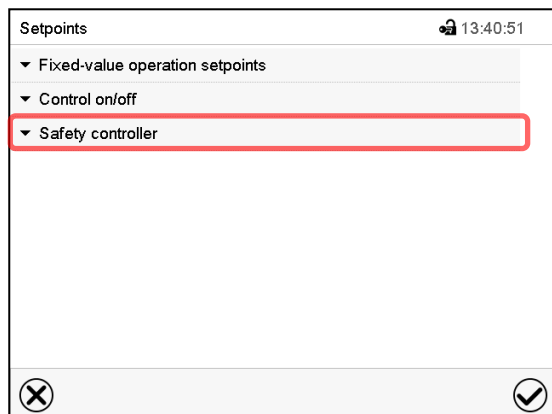 Setpoints 13:40:51
Fixed-value operation setpoints
Control on/off
Safety controller